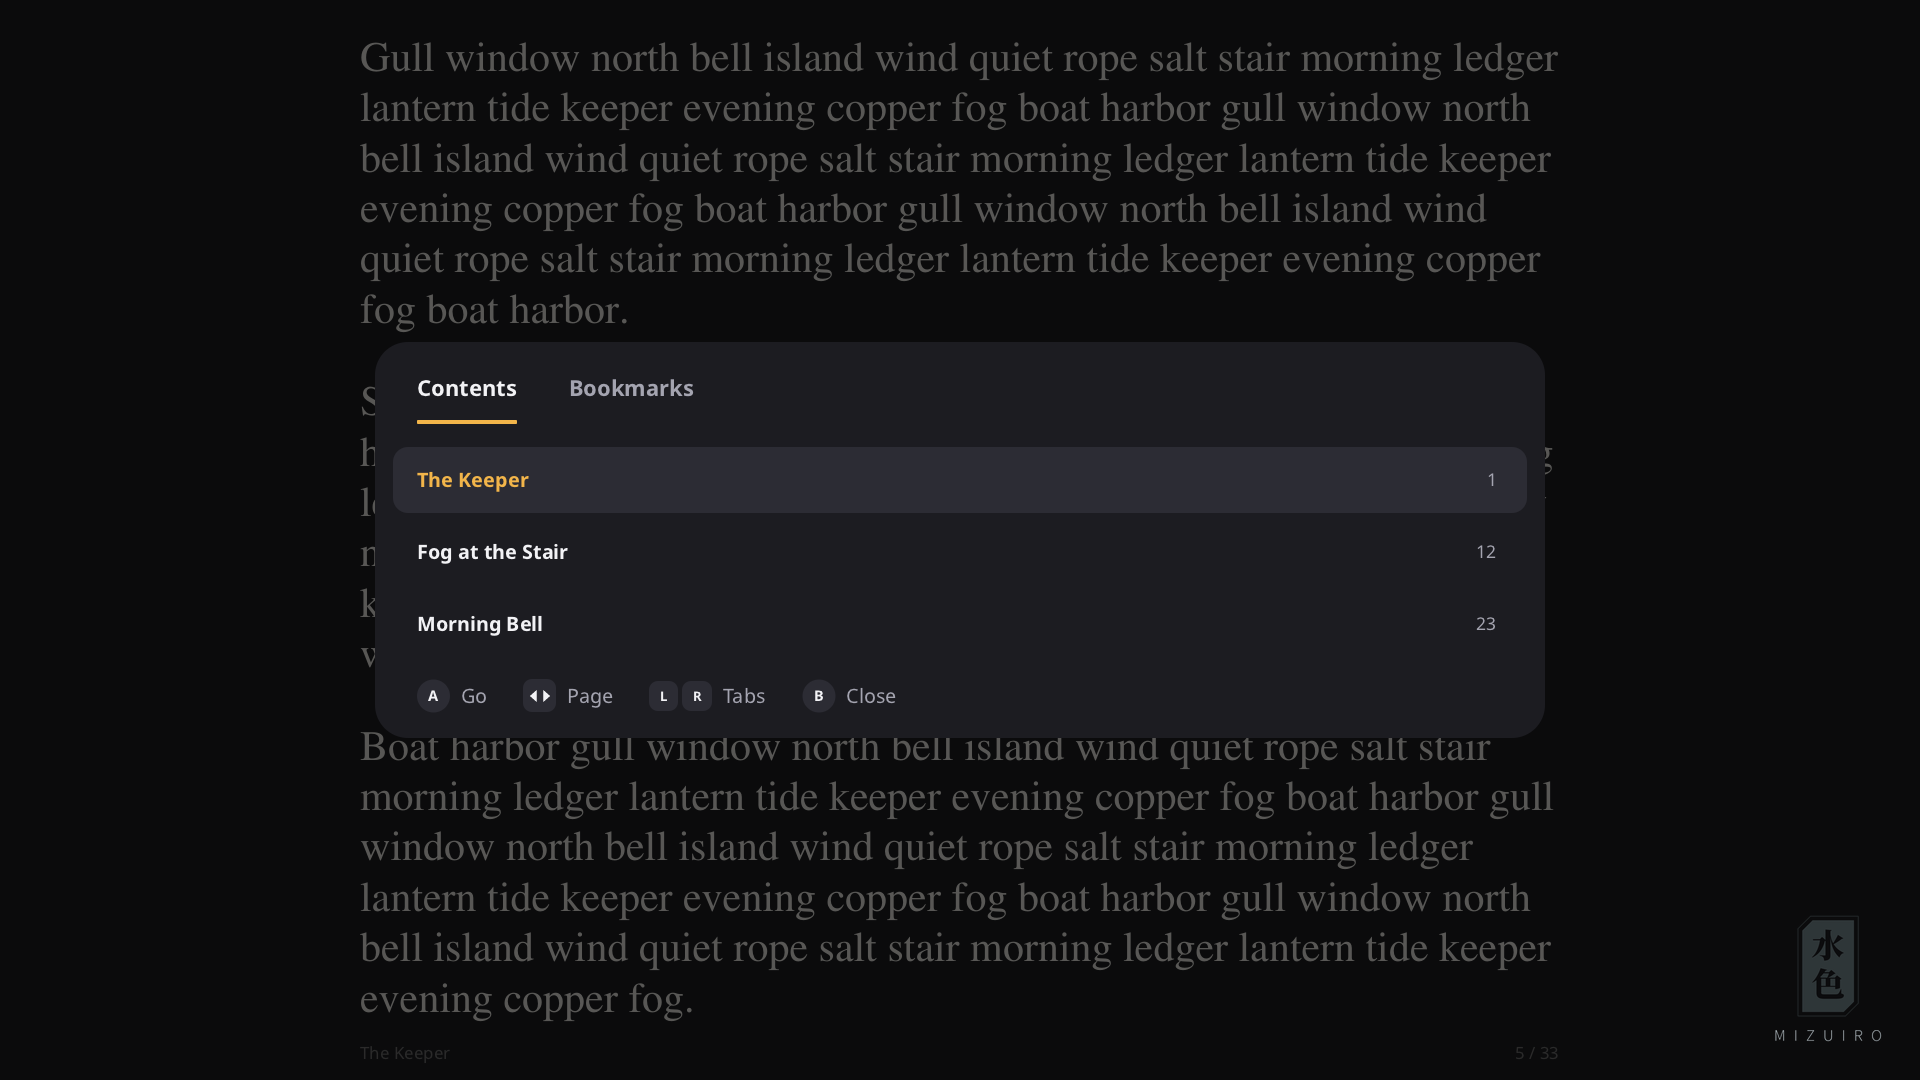 Gull window north bell island wind quiet rope salt stair morning ledger
lantern tide keeper evening copper fog boat harbor gull window north
bell island wind quiet rope salt stair morning ledger lantern tide keeper
evening copper fog boat harbor gull window north bell island wind
quiet rope salt stair morning ledger lantern tide keeper evening copper
fog boat harbor.
Contents
Bookmarks
The Keeper 1
Fog at the Stair 12
Morning Bell 23
A Go
Page
L R Tabs
B Close
Boat harbor gull window north bell island wind quiet rope salt stair
morning ledger lantern tide keeper evening copper fog boat harbor gull
window north bell island wind quiet rope salt stair morning ledger
lantern tide keeper evening copper fog boat harbor gull window north
bell island wind quiet rope salt stair morning ledger lantern tide keeper
evening copper fog.
The Keeper 5 / 33
水色
MIZUIRO